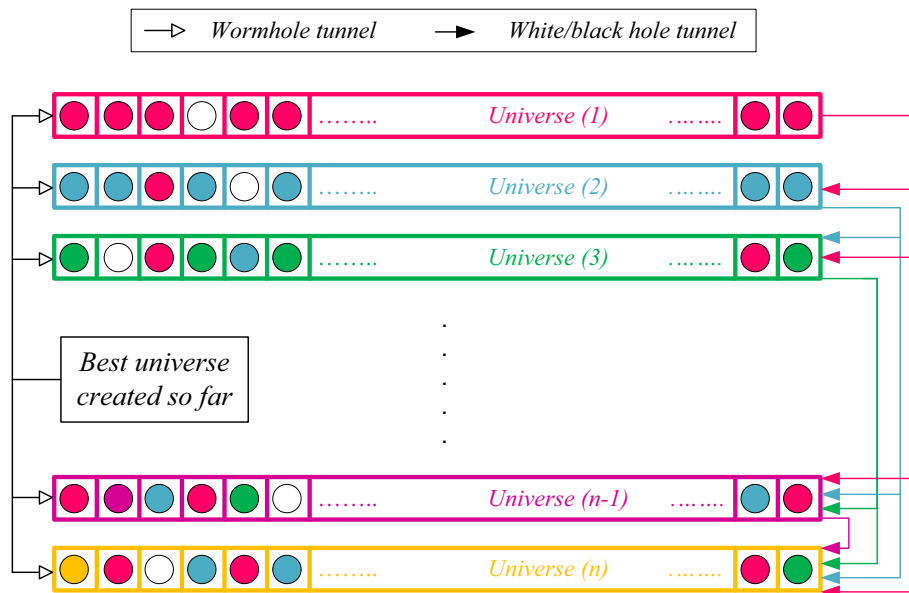 Wormhole tunnel White/black hole tunnel
…….. Universe (1) ……..
…….. Universe (2) ……..
…….. Universe (3) ……..
Best universe
created so far
…….. Universe (n-1) ……..
…….. Universe (n) ……..